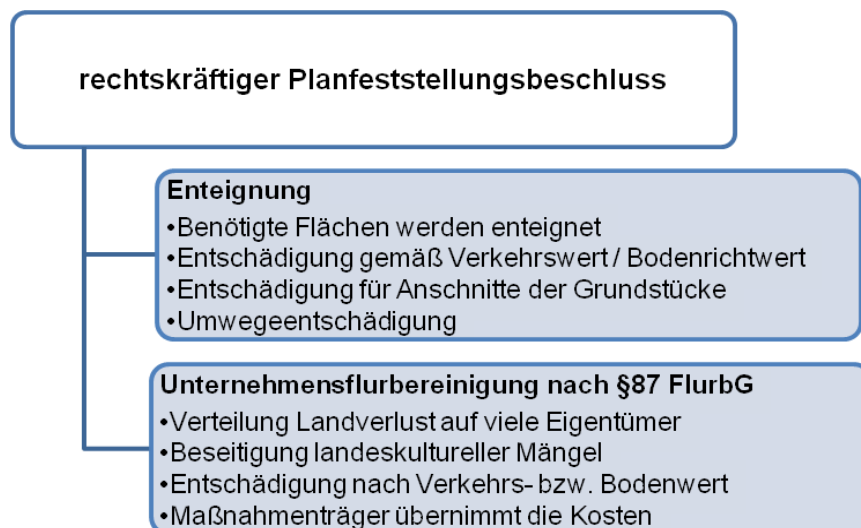 rechtskräftiger Planfeststellungsbeschluss
Enteignung
•Benötigte Flächen werden enteignet
•Entschädigung gemäß Verkehrswert / Bodenrichtwert
•Entschädigung für Anschnitte der Grundstücke
•Umwegeentschädigung
Unternehmensflurbereinigung nach §87 FlurbG
•Verteilung Landverlust auf viele Eigentümer
•Beseitigung landeskultureller Mängel
•Entschädigung nach Verkehrs- bzw. Bodenwert
•Maßnahmenträger übernimmt die Kosten